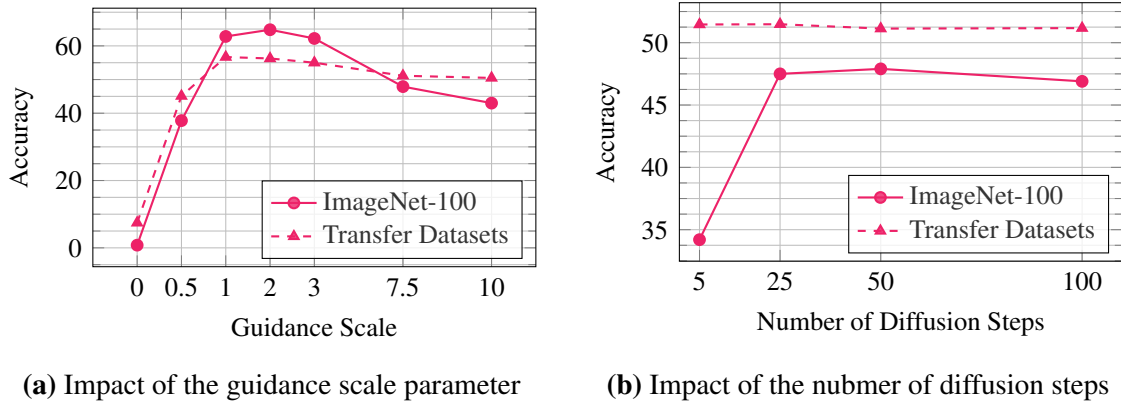 60
40
20
0
Accuracy
ImageNet-100
Transfer Datasets
0 0.5 1 2 3 7.5 10
Guidance Scale
(a) Impact of the guidance scale parameter
50
45
50
40
35
Accuracy
ImageNet-100
Transfer Datasets
5 25 50 100
Number of Diffusion Steps
(b) Impact of the nubmer of diffusion steps